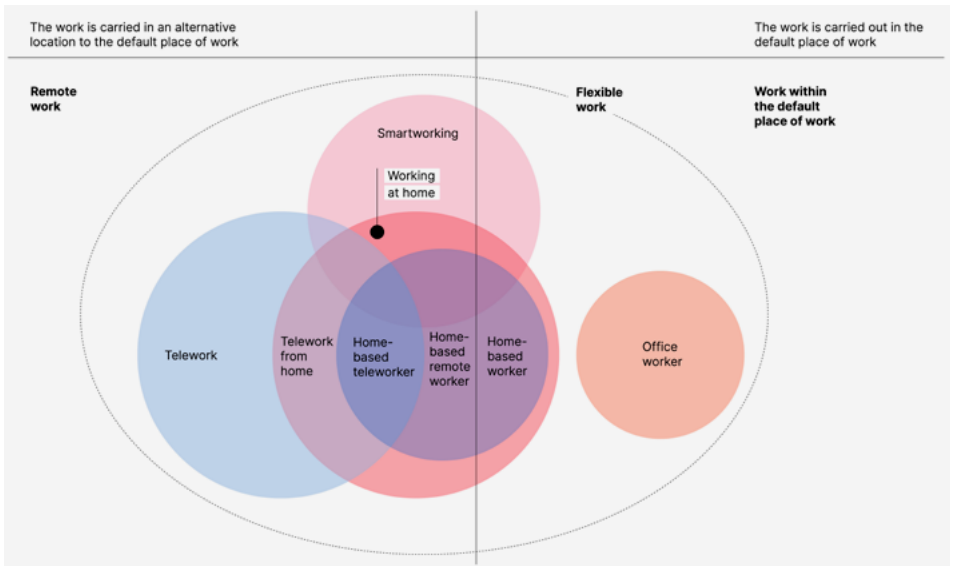 The work is carried in an alternative
location to the default place of work
The work is carried out in the
default place of work
Remote
work
Flexible
work
Work within
the default
place of work
Smartworking
Working
at home
Telework
Telework
from
home
Home-
based
teleworker
Home-
based
remote
worker
Home-
based
worker
Office
worker